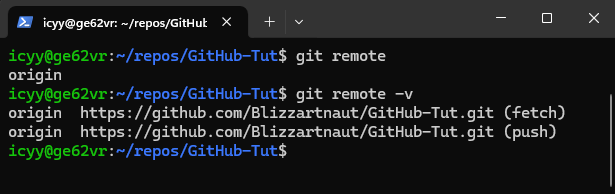 icyy@ge62vr: ~/repos/GitHub-Tut
icyy@ge62vr:~/repos/GitHub-Tut$ git remote
origin
icyy@ge62vr:~/repos/GitHub-Tut$ git remote -v
origin  https://github.com/Blizzartnaut/GitHub-Tut.git (fetch)
origin  https://github.com/Blizzartnaut/GitHub-Tut.git (push)
icyy@ge62vr:~/repos/GitHub-Tut$